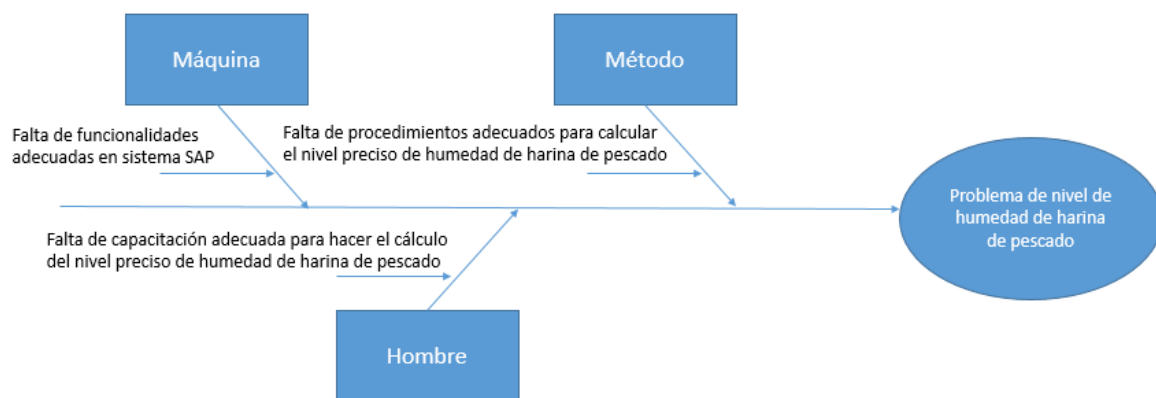 Máquina
Método
Falta de funcionalidades
adecuadas en sistema SAP
Falta de procedimientos adecuados para calcular
el nivel preciso de humedad de harina de pescado
Problema de nivel de
humedad de harina
de pescado
Falta de capacitación adecuada para hacer el cálculo
del nivel preciso de humedad de harina de pescado
Hombre